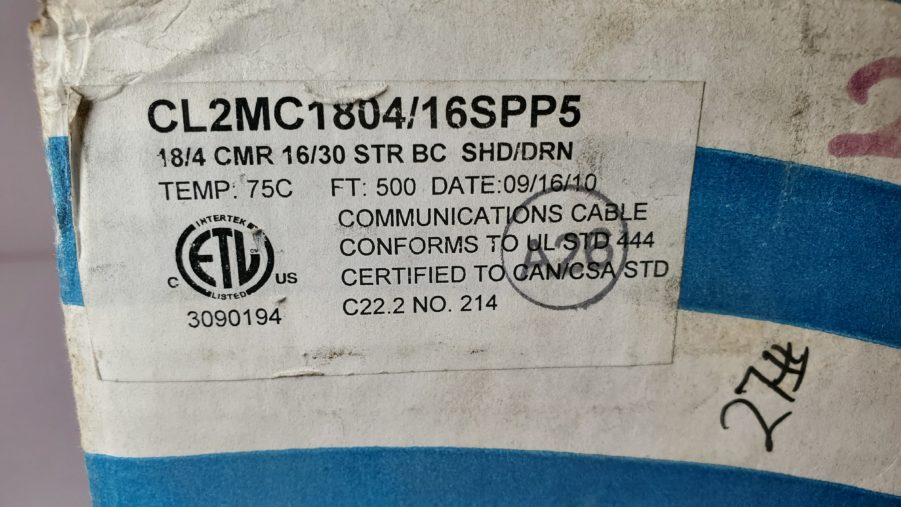 CL2MC1804/16SPP5
18/4 CMR 16/30 STR BC SHD/DRN
TEMP: 75C FT: 500 DATE:09/16/10
COMMUNICATIONS CABLE
CONFORMS TO UL STD 444
CERTIFIED TO CAN/CSA STD
C22.2 NO. 214
INTERTEK
ETL
C US
LISTED
3090194
A26
2